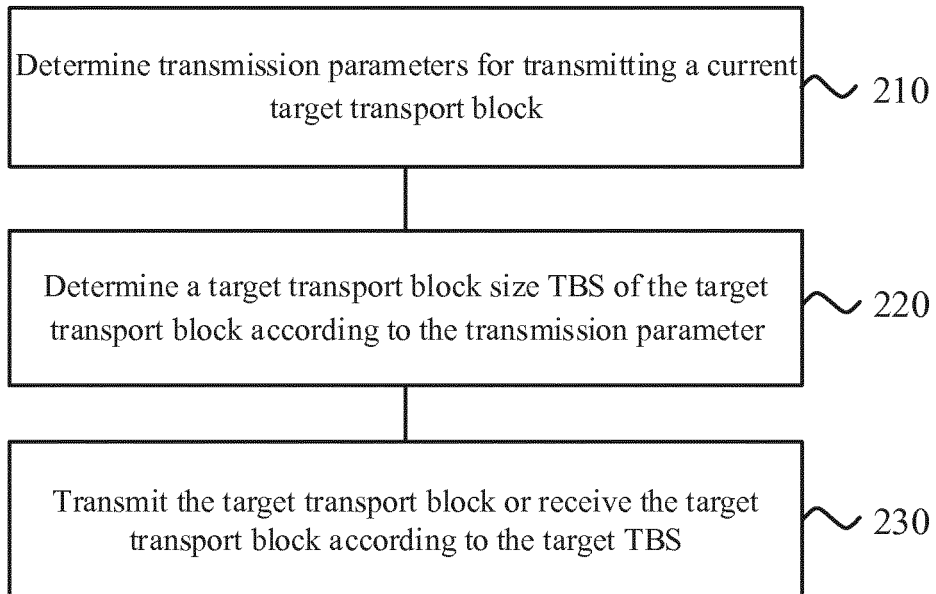 Determine transmission parameters for transmitting a current
target transport block
210
Determine a target transport block size TBS of the target
transport block according to the transmission parameter
220
Transmit the target transport block or receive the target
transport block according to the target TBS
230